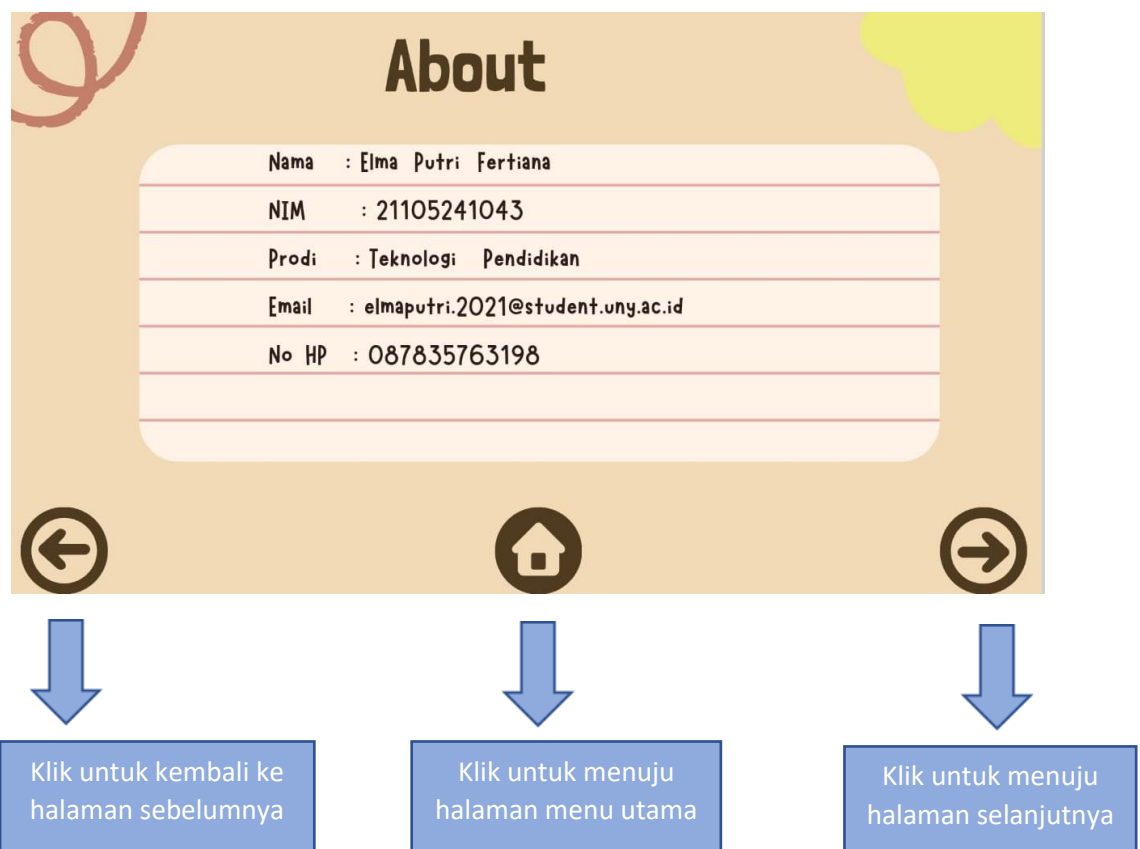 About
Nama : Elma Putri Fertiana
NIM : 21105241043
Prodi : Teknologi Pendidikan
Email : elmaputri.2021@student.uny.ac.id
No HP : 087835763198
Klik untuk kembali ke
halaman sebelumnya
Klik untuk menuju
halaman menu utama
Klik untuk menuju
halaman selanjutnya